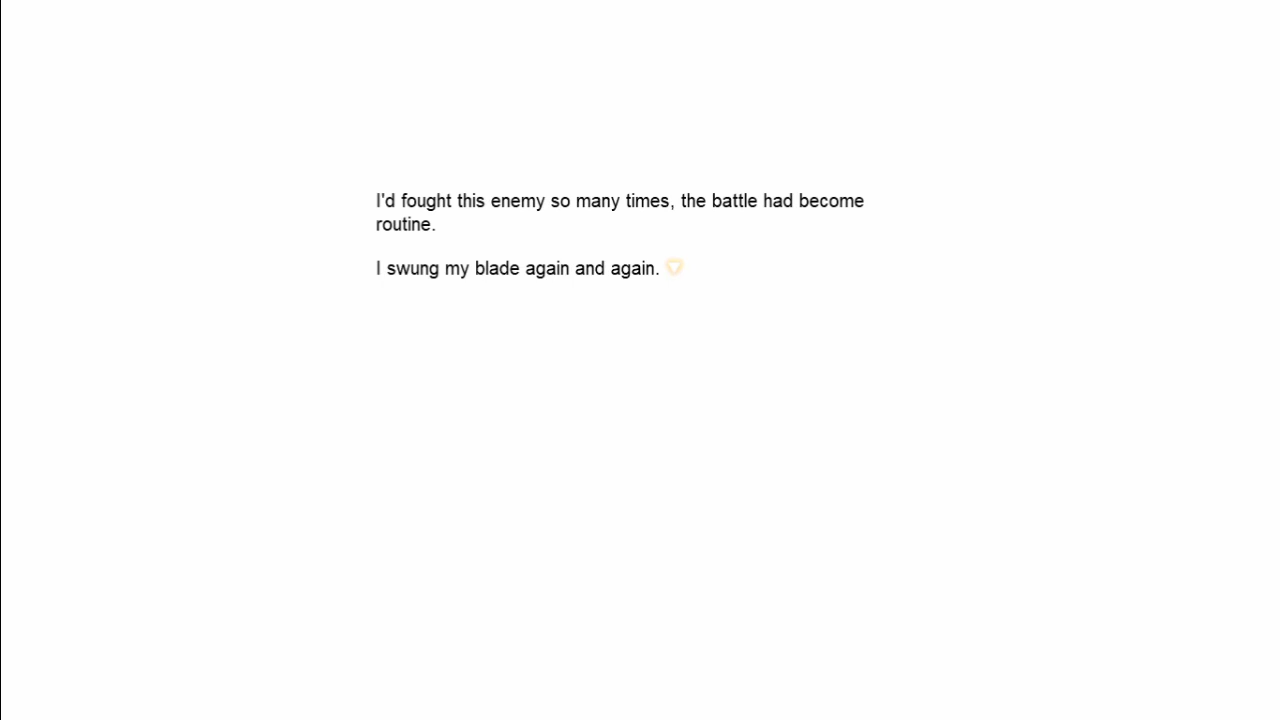 I'd fought this enemy so many times, the battle had become
routine.
I swung my blade again and again.